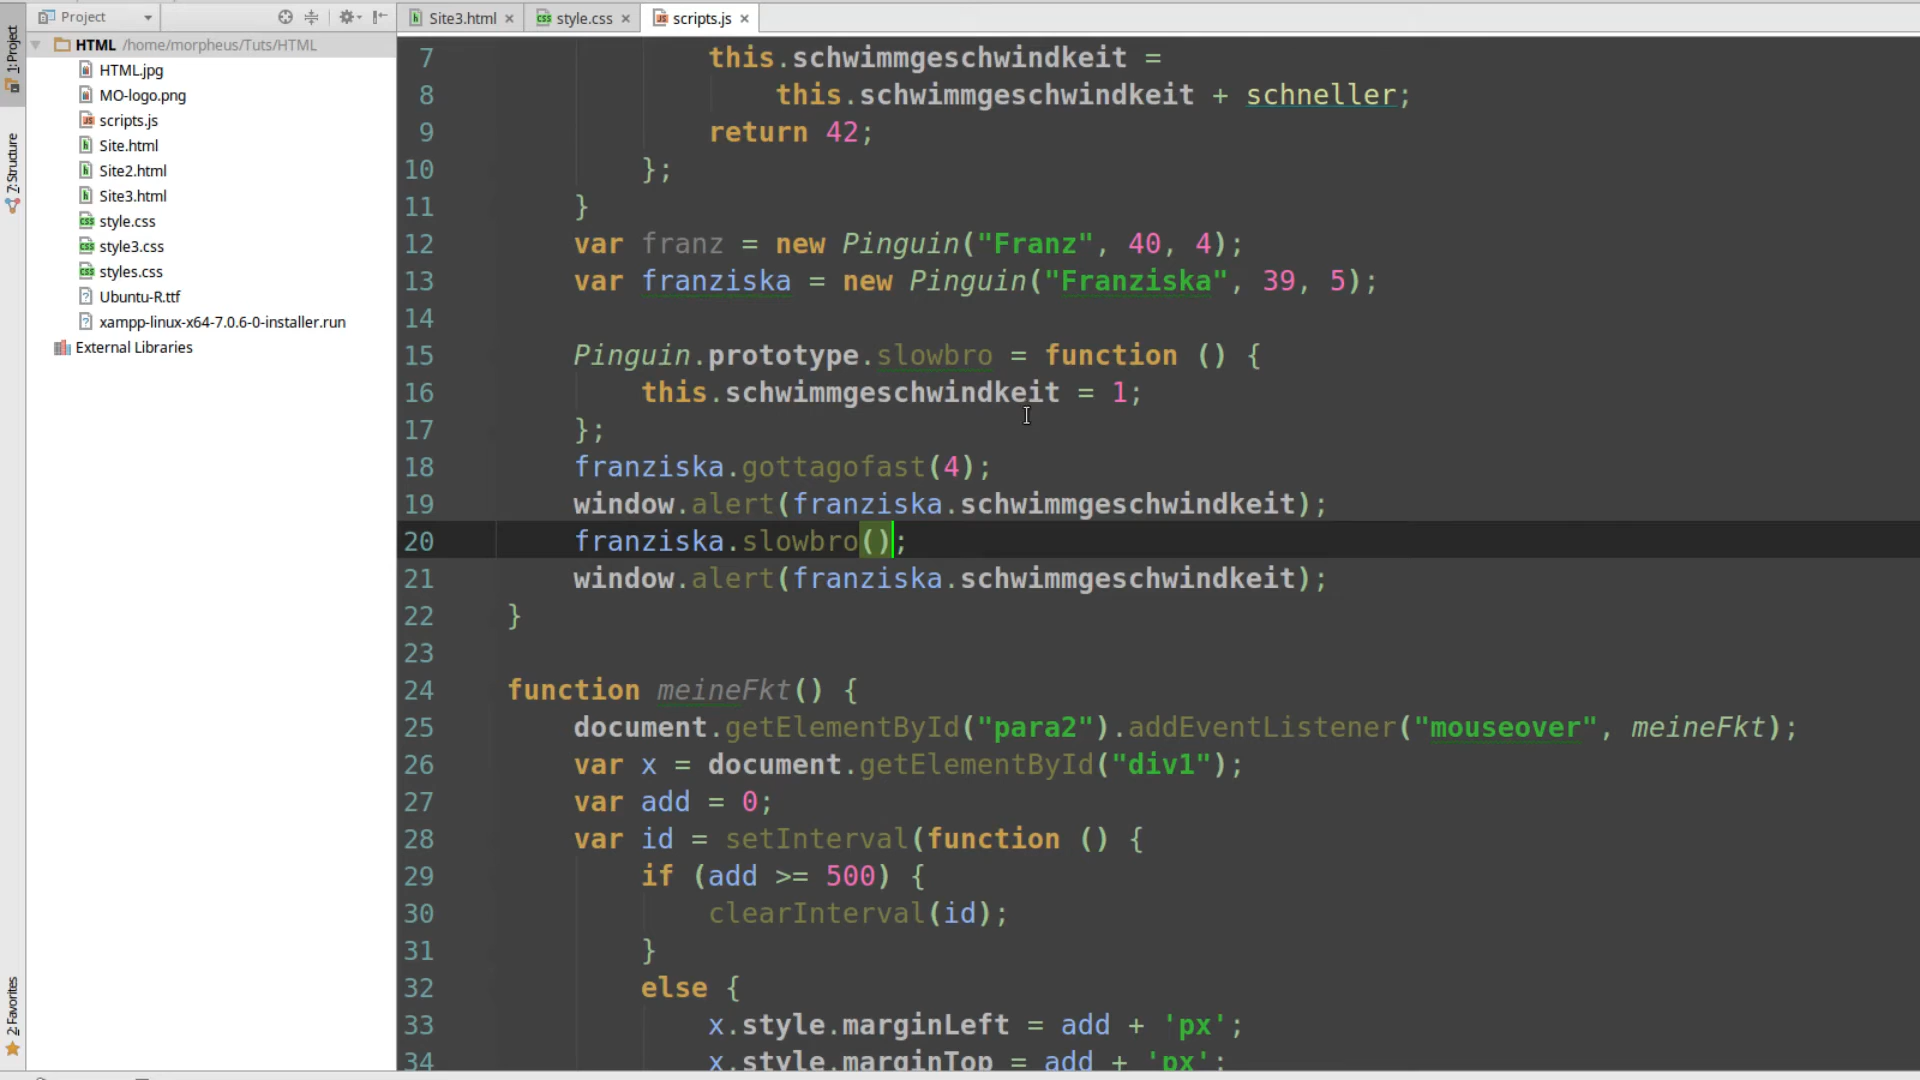 Project
Site3.html
style.css
scripts.js
1: Project
7: Structure
2: Favorites
HTML /home/morpheus/Tuts/HTML
HTML.jpg
MO-logo.png
scripts.js
Site.html
Site2.html
Site3.html
style.css
style3.css
styles.css
Ubuntu-R.ttf
xampp-linux-x64-7.0.6-0-installer.run
External Libraries
7 this.schwimmgeschwindkeit =
8 this.schwimmgeschwindkeit + schneller;
9 return 42;
10 };
11 }
12 var franz = new Pinguin("Franz", 40, 4);
13 var franziska = new Pinguin("Franziska", 39, 5);
14
15 Pinguin.prototype.slowbro = function () {
16 this.schwimmgeschwindkeit = 1;
17 };
18 franziska.gottagofast(4);
19 window.alert(franziska.schwimmgeschwindkeit);
20 franziska.slowbro();
21 window.alert(franziska.schwimmgeschwindkeit);
22 }
23
24 function meineFkt() {
25 document.getElementById("para2").addEventListener("mouseover", meineFkt);
26 var x = document.getElementById("div1");
27 var add = 0;
28 var id = setInterval(function () {
29 if (add >= 500) {
30 clearInterval(id);
31 }
32 else {
33 x.style.marginLeft = add + 'px';
34 x.style.marginTop = add + 'px';